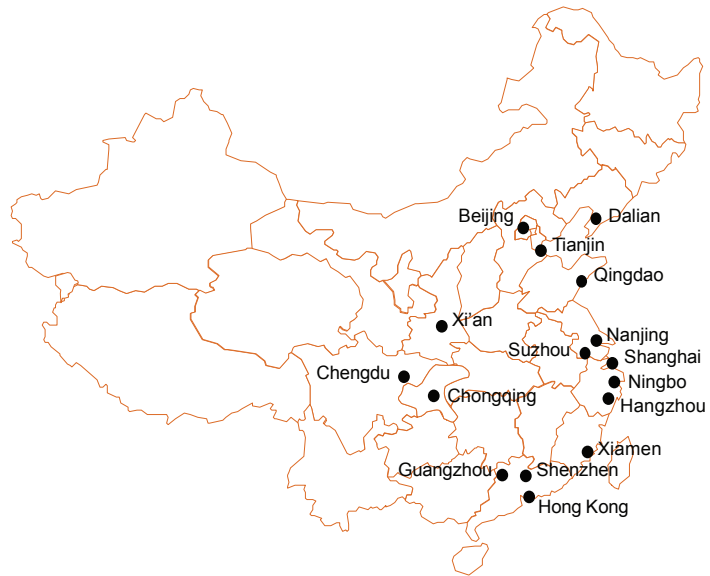 Beijing
Dalian
Tianjin
Qingdao
Xi'an
Nanjing
Suzhou
Shanghai
Chengdu
Ningbo
Chongqing
Hangzhou
Xiamen
Guangzhou
Shenzhen
Hong Kong